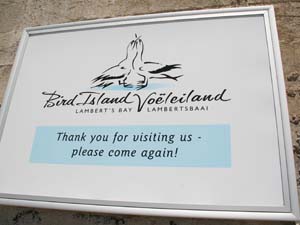 Bird Island Voëleiland
LAMBERT'S BAY LAMBERTSBAAI
Thank you for visiting us -
please come again!